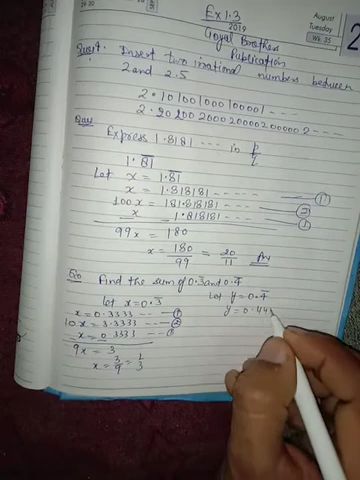 Ex 1.3
2019
August
Tuesday
Wk 35
2
Goyal Brothers
Publication
Quest. Insert two irrational numbers between
2 and 2.5
2.101001000100001 ---
2.20200200020000200000 2 ---
Ques Express 1.8181 --- in p/q
1.8̅1̅
Let x = 1.8̅1̅
x = 1.818181 ---- ①
100x = 181.818181 ---- ②
x 1.818181 ---- ①
99x = 180
x = 180/99 = 20/11 Ans
Qo Find the sum of 0.3̅ and 0.4̅
Let x = 0.3̅ Let y = 0.4̅
x = 0.3333 --- ① y = 0.44
10x = 3.3333 --- ②
x = 0.3333 --- ①
9x = 3
x = 3/9 = 1/3